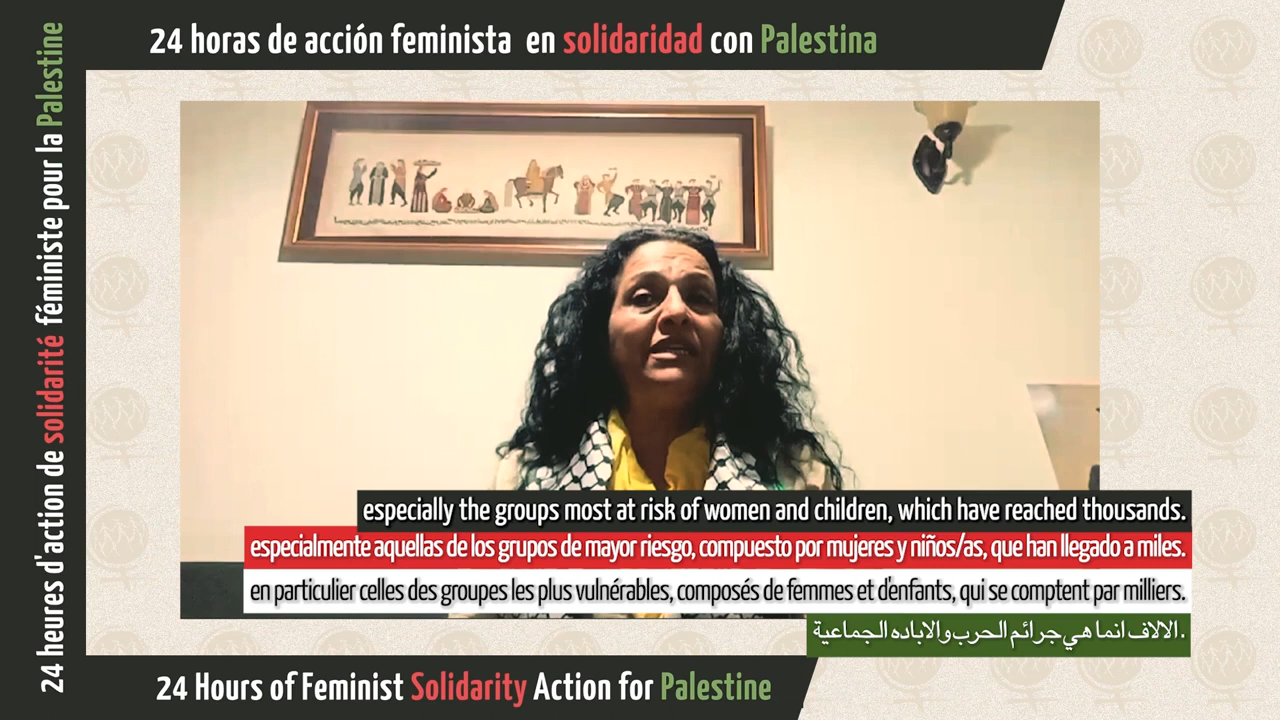 24 horas de acción feminista en solidaridad con Palestina
24 heures d'action de solidarité féministe pour la Palestine
especially the groups most at risk of women and children, which have reached thousands.
especialmente aquellas de los grupos de mayor riesgo, compuesto por mujeres y niños/as, que han llegado a miles.
en particulier celles des groupes les plus vulnérables, composés de femmes et d'enfants, qui se comptent par milliers.
الالاف انما هي جرائم الحرب والاباده الجماعية.
24 Hours of Feminist Solidarity Action for Palestine